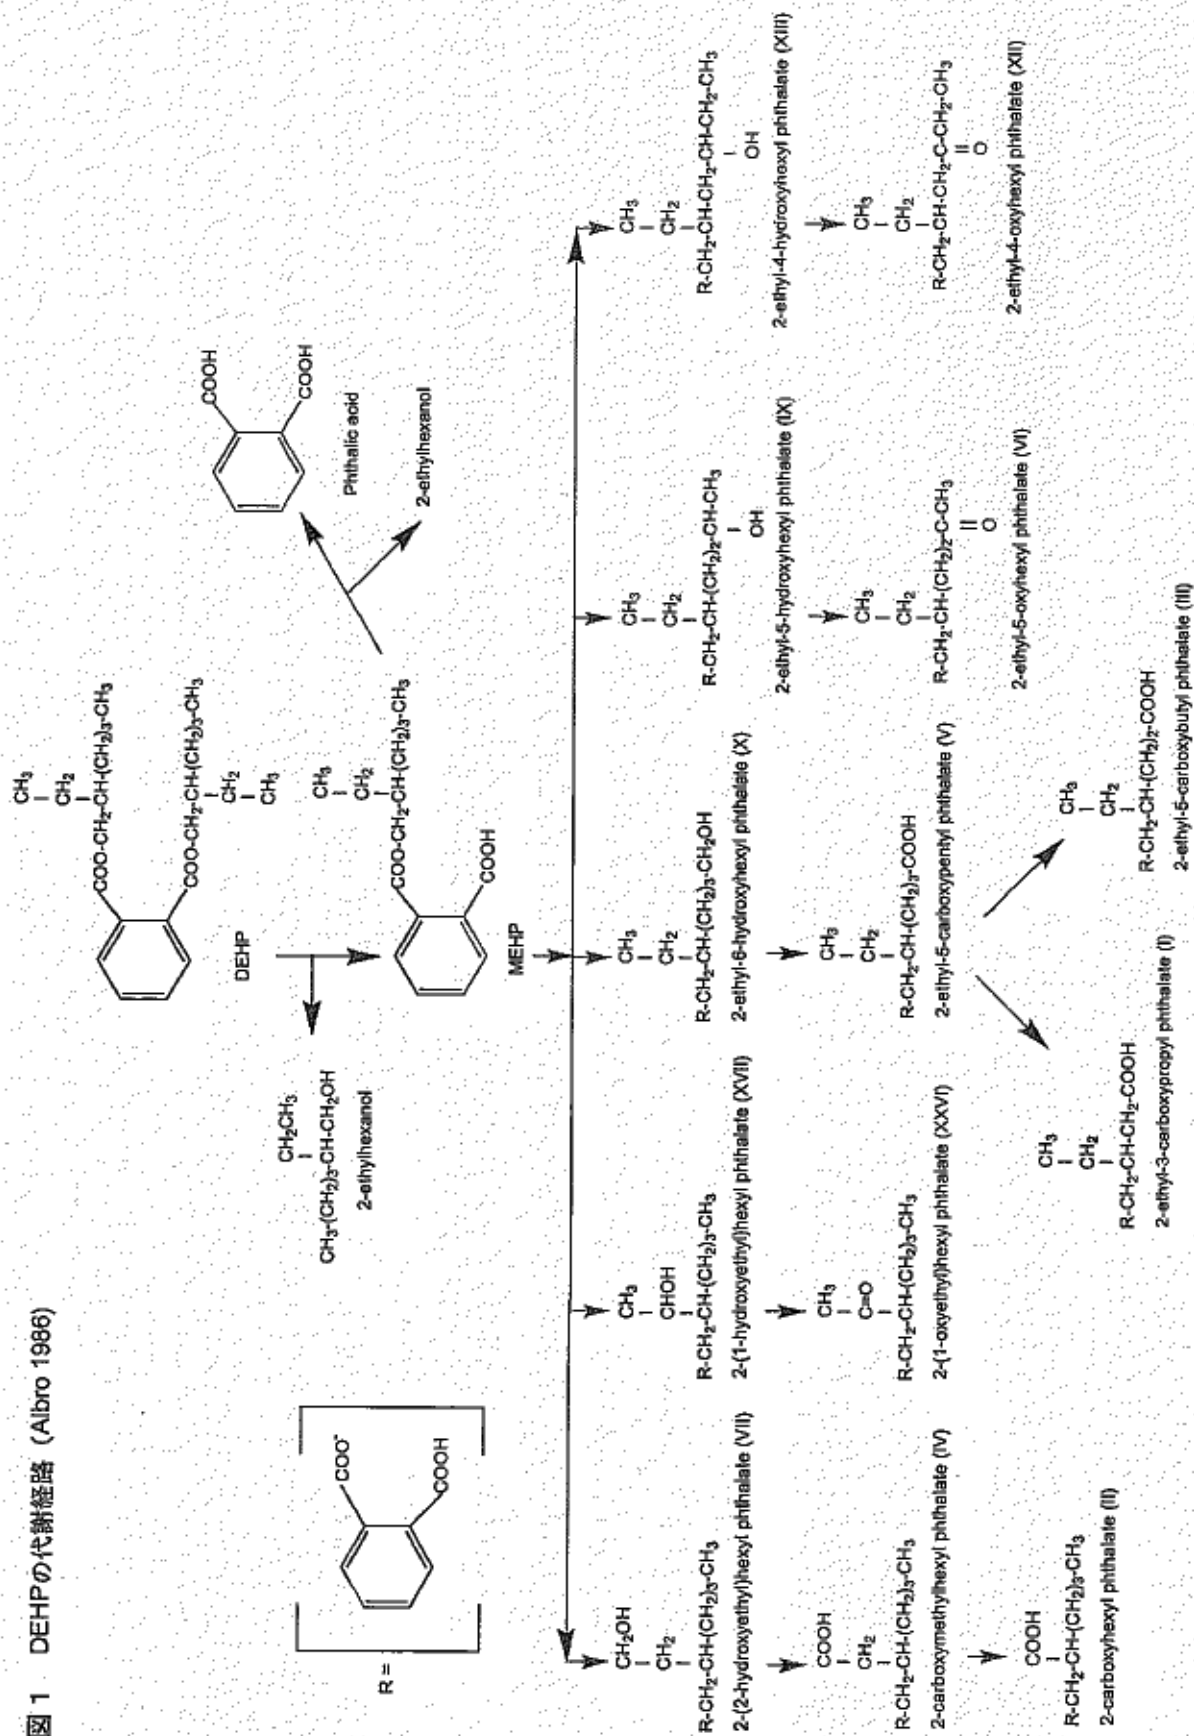 図 1 DEHPの代謝経路 (Albro 1986)
CH₃
CH₂
COO-CH₂-CH-(CH₂)₃-CH₃
COO-CH₂-CH-(CH₂)₃-CH₃
CH₂
CH₃
DEHP
CH₂CH₃
CH₃-(CH₂)₃-CH-CH₂OH
2-ethylhexanol
CH₃
CH₂
COO-CH₂-CH-(CH₂)₃-CH₃
COOH
MEHP
COOH
COOH
Phthalic acid
2-ethylhexanol
R =
COO⁻
COOH
CH₂OH
CH₂
R-CH₂-CH-(CH₂)₃-CH₃
2-(2-hydroxyethyl)hexyl phthalate (VII)
COOH
CH₂
R-CH₂-CH-(CH₂)₃-CH₃
2-carboxymethylhexyl phthalate (IV)
COOH
R-CH₂-CH-(CH₂)₃-CH₃
2-carboxyhexyl phthalate (II)
CH₃
CHOH
R-CH₂-CH-(CH₂)₃-CH₃
2-(1-hydroxyethyl)hexyl phthalate (XVII)
CH₃
C=O
R-CH₂-CH-(CH₂)₃-CH₃
2-(1-oxyethyl)hexyl phthalate (XXVI)
CH₃
CH₂
R-CH₂-CH-(CH₂)₃-CH₂OH
2-ethyl-6-hydroxyhexyl phthalate (X)
CH₃
CH₂
R-CH₂-CH-(CH₂)₃-COOH
2-ethyl-5-carboxypentyl phthalate (V)
CH₃
CH₂
R-CH₂-CH-CH₂-COOH
2-ethyl-3-carboxypropyl phthalate (I)
CH₃
CH₂
R-CH₂-CH-(CH₂)₂-COOH
2-ethyl-5-carboxybutyl phthalate (III)
CH₃
CH₂
R-CH₂-CH-(CH₂)₂-CH-CH₃
OH
2-ethyl-5-hydroxyhexyl phthalate (IX)
CH₃
CH₂
R-CH₂-CH-(CH₂)₂-C-CH₃
O
2-ethyl-5-oxyhexyl phthalate (VI)
CH₃
CH₂
R-CH₂-CH-CH₂-CH-CH₂-CH₃
OH
2-ethyl-4-hydroxyhexyl phthalate (XIII)
CH₃
CH₂
R-CH₂-CH-CH₂-C-CH₂-CH₃
O
2-ethyl-4-oxyhexyl phthalate (XII)